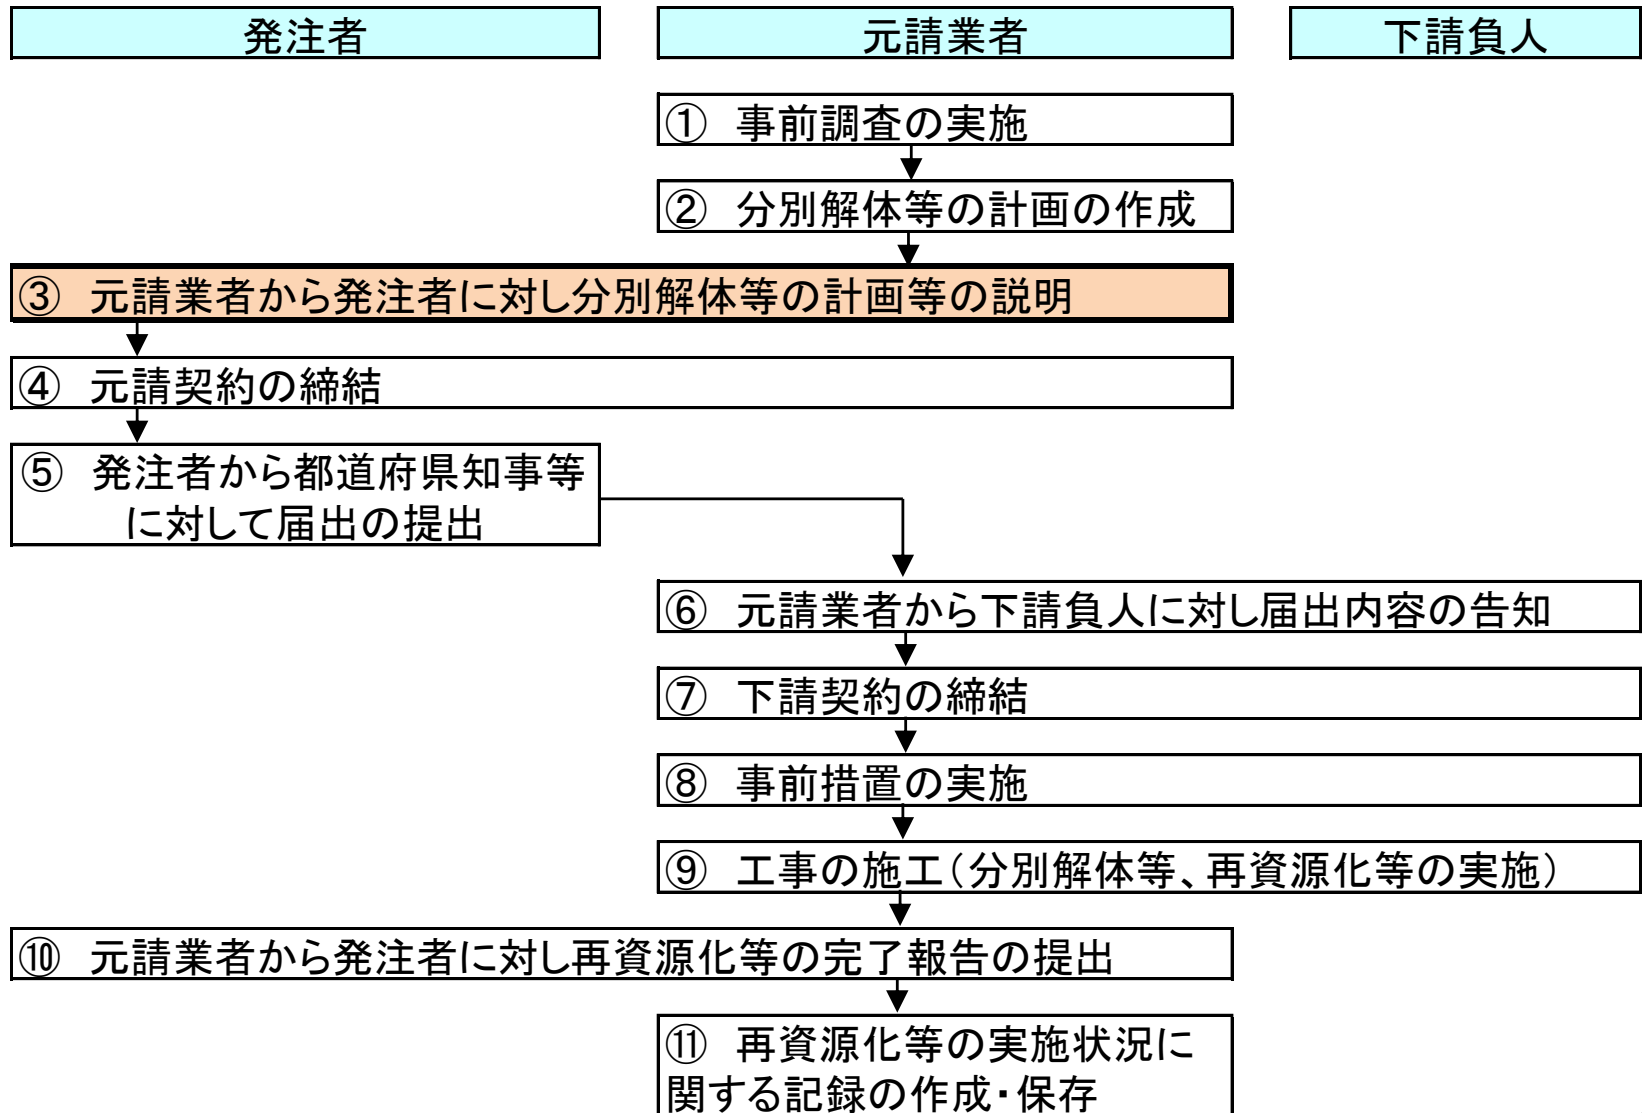 発注者
元請業者
下請負人
① 事前調査の実施
② 分別解体等の計画の作成
③ 元請業者から発注者に対し分別解体等の計画等の説明
④ 元請契約の締結
⑤ 発注者から都道府県知事等
に対して届出の提出
⑥ 元請業者から下請負人に対し届出内容の告知
⑦ 下請契約の締結
⑧ 事前措置の実施
⑨ 工事の施工(分別解体等、再資源化等の実施)
⑩ 元請業者から発注者に対し再資源化等の完了報告の提出
⑪ 再資源化等の実施状況に
関する記録の作成・保存